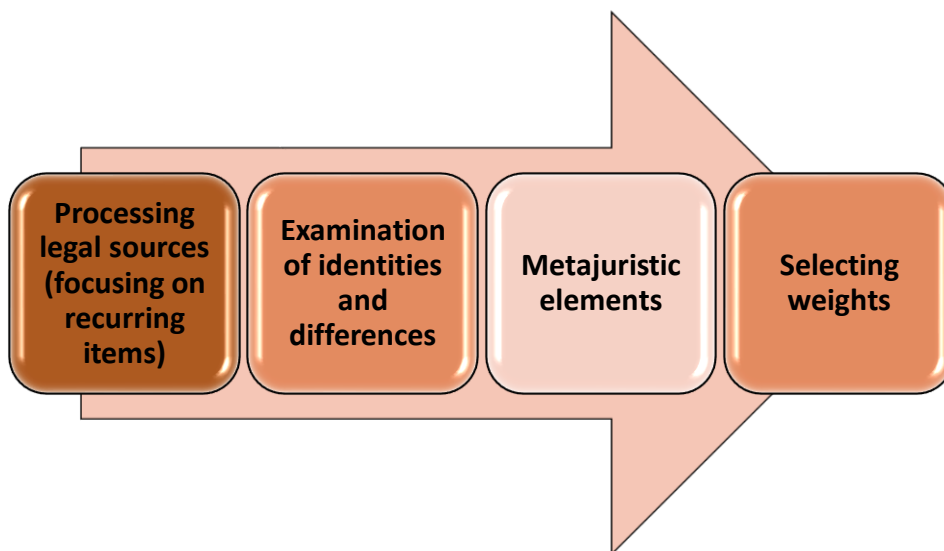 Processing
legal sources
(focusing on
recurring
items)
Examination
of identities
and
differences
Metajuristic
elements
Selecting
weights